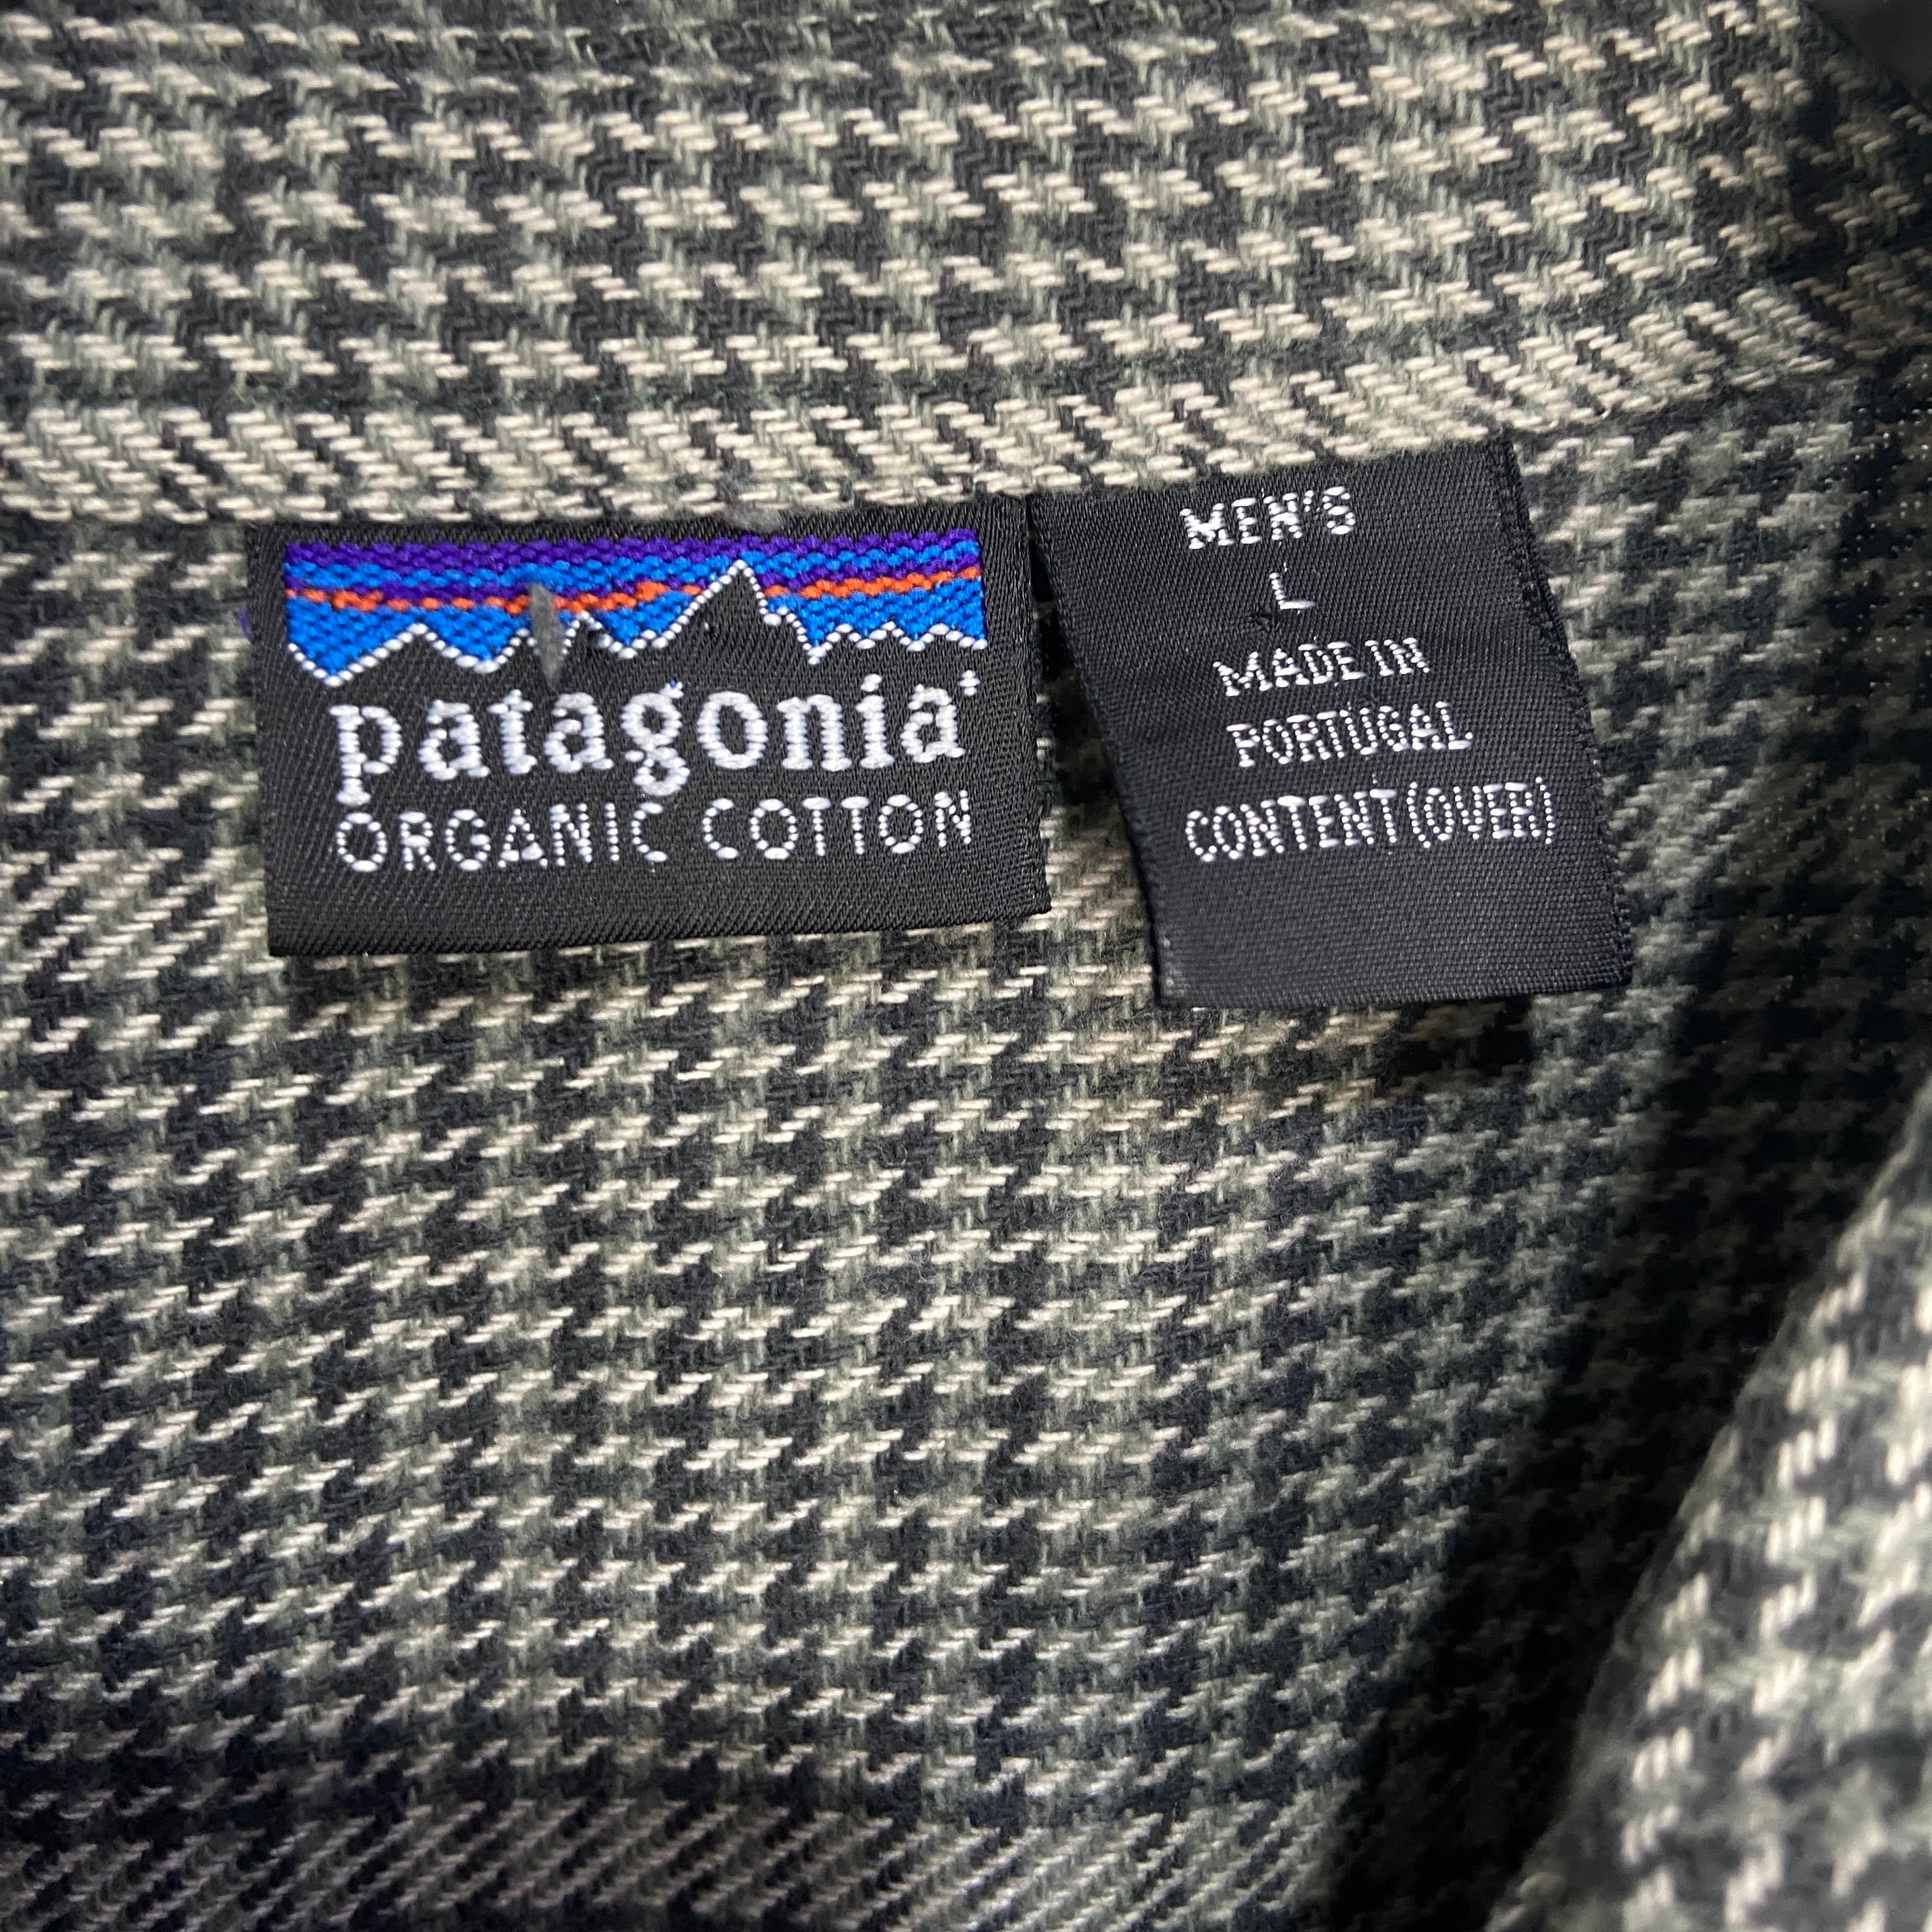 patagonia
ORGANIC COTTON
MEN'S
L
MADE IN
PORTUGAL
CONTENT (OVER)